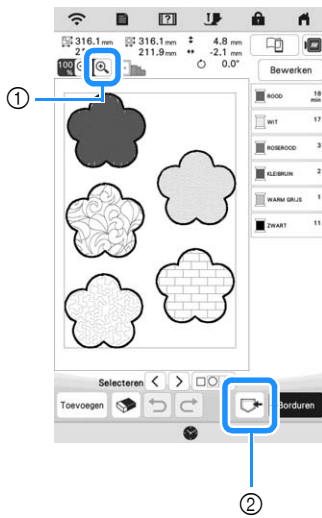 316.1 mm 316.1 mm 4.8 mm
211.9 mm -2.1 mm
100 % 0.0°
Bewerken
①
ROOD 18 min
WIT 17
ROSEROOD 3
KLEIBRUIN 2
WARM GRIJS 1
ZWART 11
Selecteren < >
Toevoegen Borduren
②